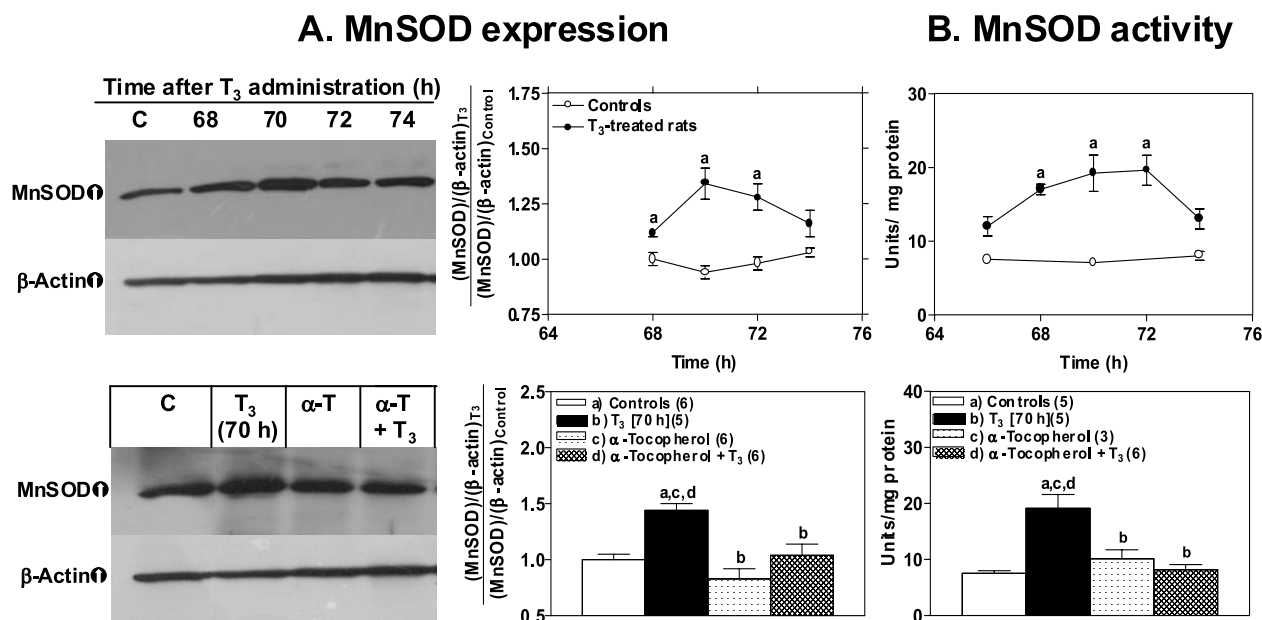 A. MnSOD expression
B. MnSOD activity
Time after T3 administration (h)
C 68 70 72 74
MnSOD
β-Actin
(MnSOD)/(β-actin)T3
(MnSOD)/(β-actin)Control
1.75
1.50
1.25
1.00
0.75
Controls
T3-treated rats
a
a
a
64 68 72 76
Time (h)
Units/ mg protein
30
20
10
0
a
a
a
64 68 72 76
Time (h)
C T3 (70 h) α-T α-T + T3
MnSOD
β-Actin
(MnSOD)/(β-actin)T3
(MnSOD)/(β-actin)Control
2.5
2.0
1.5
1.0
0.5
a) Controls (6)
b) T3 [70 h](5)
c) α-Tocopherol (6)
d) α-Tocopherol + T3 (6)
a,c,d
b
b
Units/mg protein
40
30
20
10
0
a) Controls (5)
b) T3 [70 h](5)
c) α-Tocopherol (3)
d) α-Tocopherol + T3 (6)
a,c,d
b
b